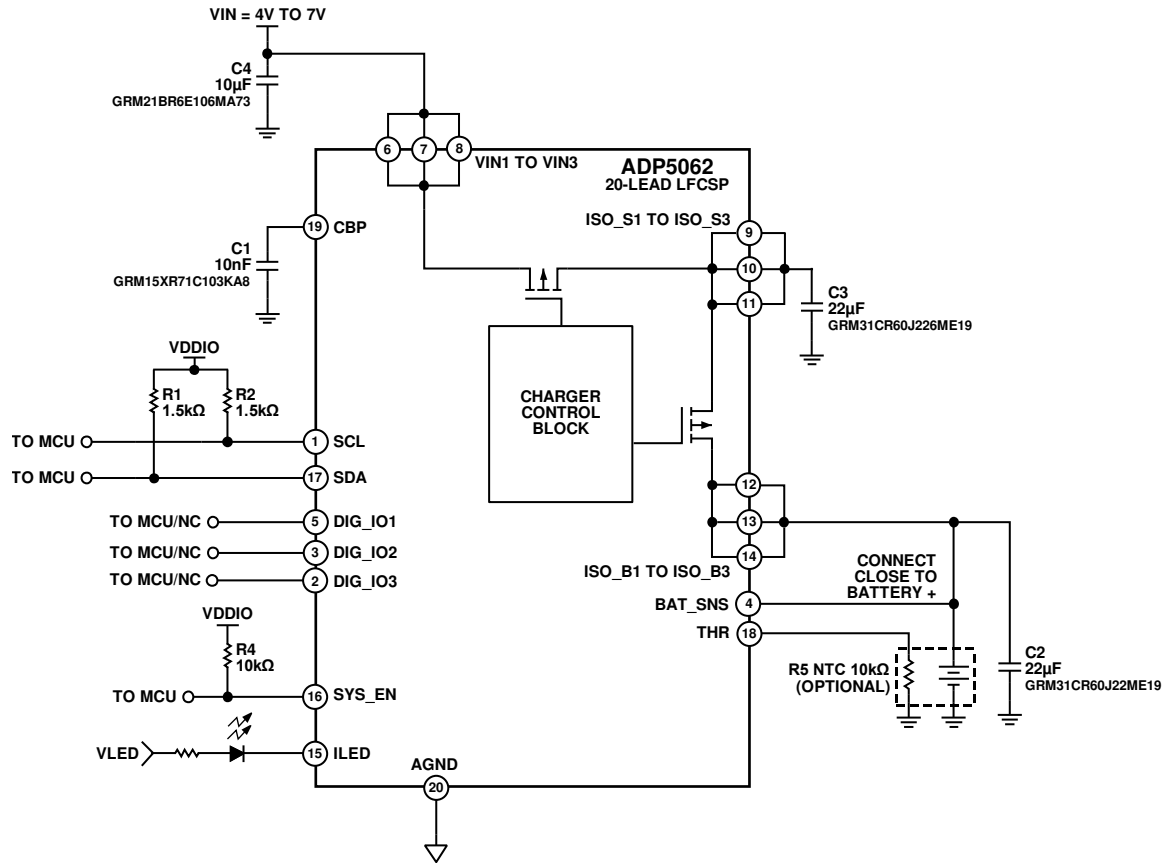 VIN = 4V TO 7V
C4
10µF
GRM21BR6E106MA73
6
7
8
VIN1 TO VIN3
ADP5062
20-LEAD LFCSP
19
CBP
C1
10nF
GRM15XR71C103KA8
ISO_S1 TO ISO_S3
9
10
11
C3
22µF
GRM31CR60J226ME19
VDDIO
R1
1.5kΩ
R2
1.5kΩ
CHARGER
CONTROL
BLOCK
TO MCU
1
SCL
TO MCU
17
SDA
TO MCU/NC
5
DIG_IO1
TO MCU/NC
3
DIG_IO2
TO MCU/NC
2
DIG_IO3
12
13
14
ISO_B1 TO ISO_B3
CONNECT
CLOSE TO
BATTERY +
BAT_SNS
4
THR
18
VDDIO
R4
10kΩ
TO MCU
16
SYS_EN
R5 NTC 10kΩ
(OPTIONAL)
C2
22µF
GRM31CR60J22ME19
VLED
15
ILED
AGND
20